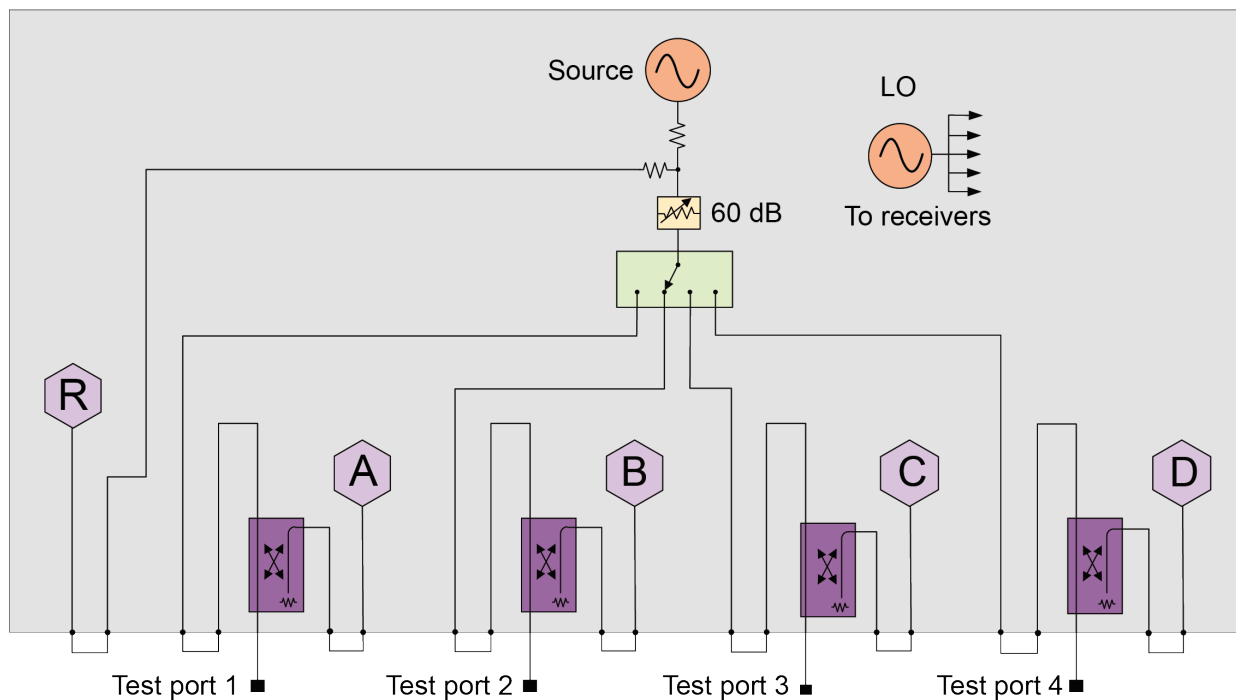 Source
LO
60 dB
To receivers
R
A
B
C
D
Test port 1
Test port 2
Test port 3
Test port 4